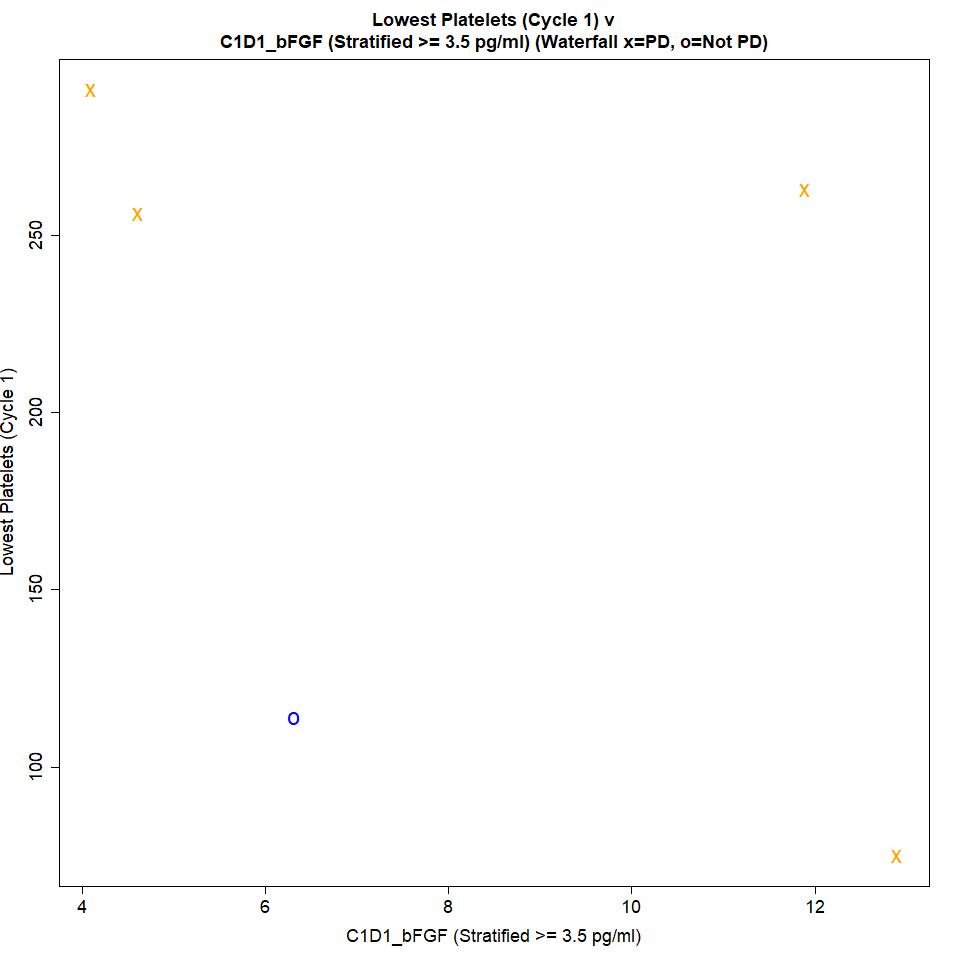 Lowest Platelets (Cycle 1) v
C1D1_bFGF (Stratified >= 3.5 pg/ml) (Waterfall x=PD, o=Not PD)
Lowest Platelets (Cycle 1)
250
200
150
100
X
X
X
O
X
4
6
8
10
12
C1D1_bFGF (Stratified >= 3.5 pg/ml)